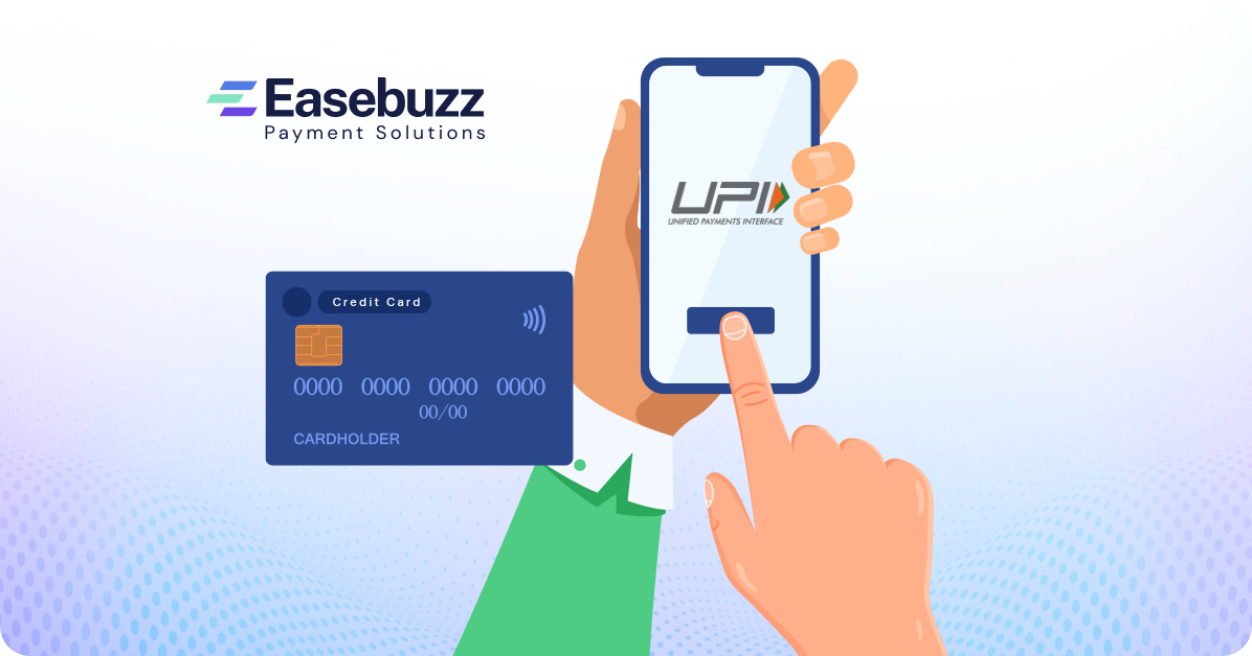 Easebuzz
Payment Solutions
UPI
UNIFIED PAYMENTS INTERFACE
Credit Card
0000 0000 0000 0000
00/00
CARDHOLDER